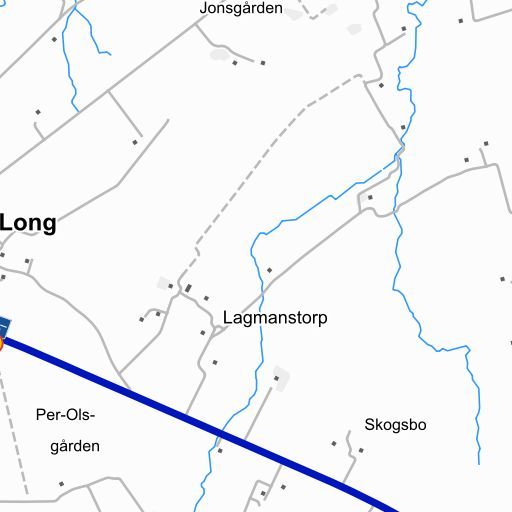 Jonsgården
Long
Lagmanstorp
Per-Ols-
gården
Skogsbo